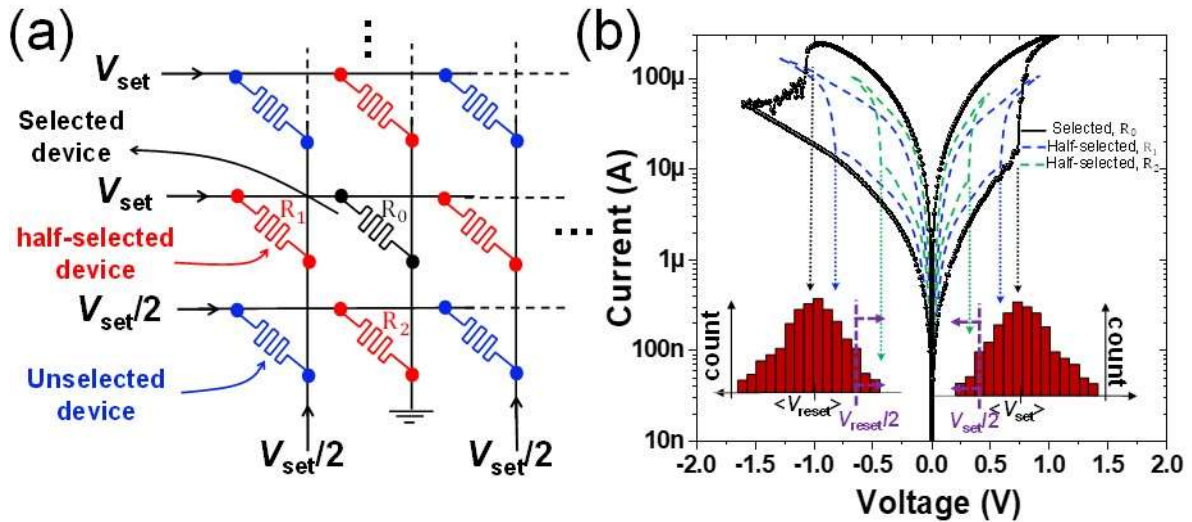 (a)
V_set
Selected
device
V_set
R_1
R_0
half-selected
device
V_set/2
R_2
Unselected
device
V_set/2
V_set/2
(b)
Current (A)
100μ
10μ
1μ
100n
10n
Selected, R_0
Half-selected, R_1
Half-selected, R_2
count
count
<V_reset>
V_reset/2
V_set/2
<V_set>
-2.0 -1.5 -1.0 -0.5 0.0 0.5 1.0 1.5 2.0
Voltage (V)